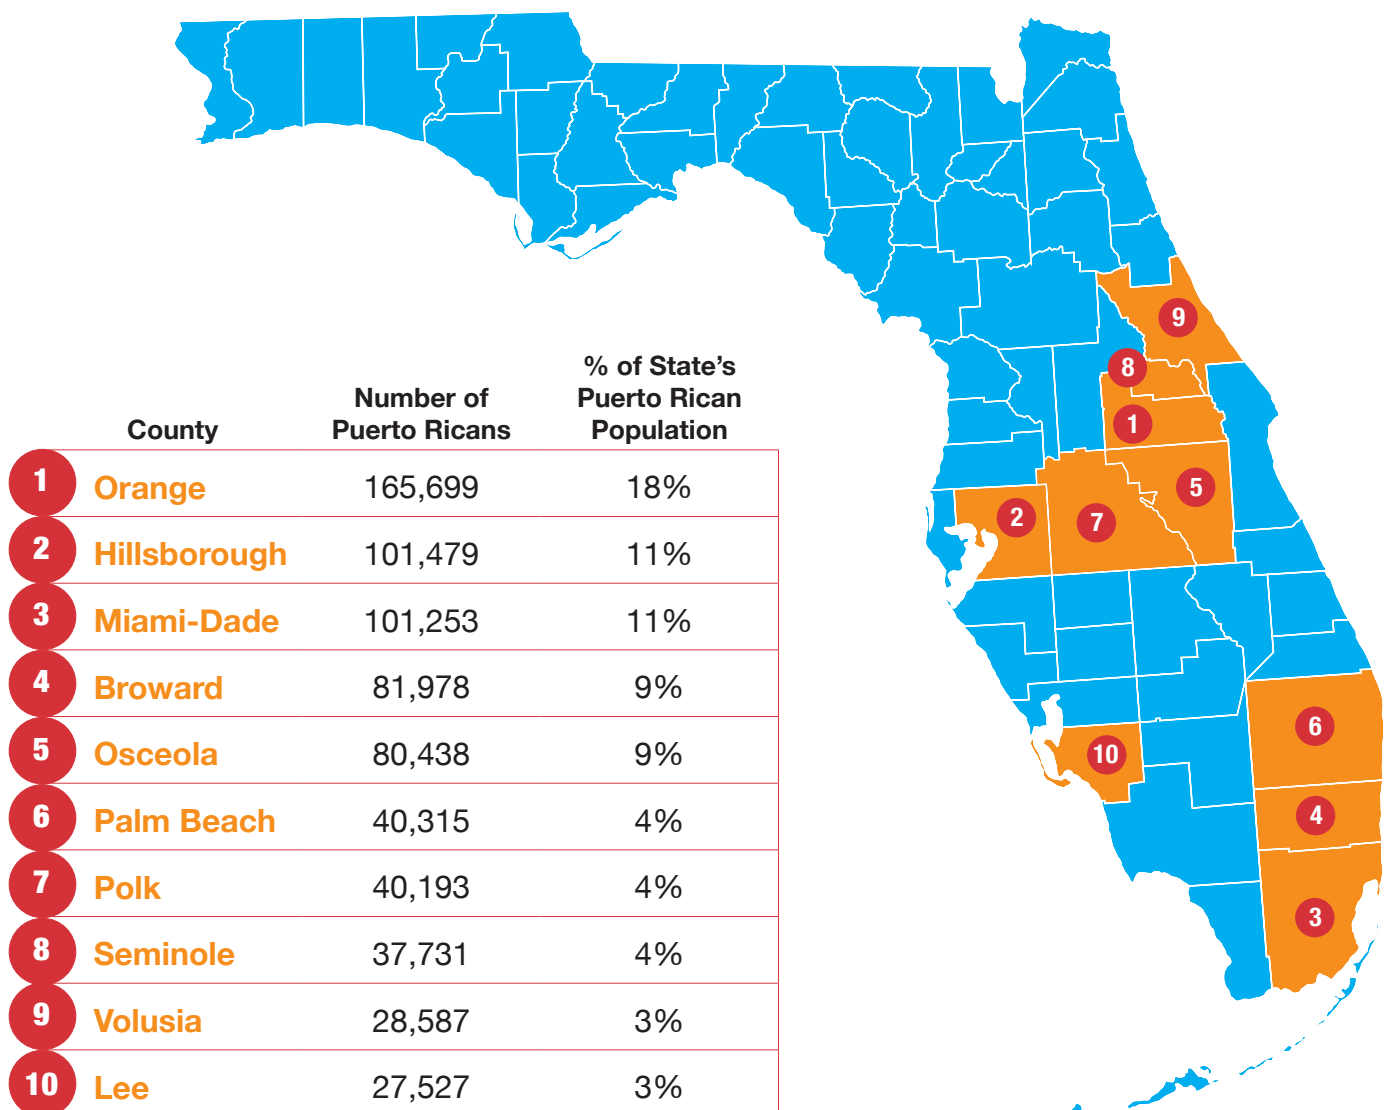 County
Number of
Puerto Ricans
% of State's
Puerto Rican
Population
1 Orange 165,699 18%
2 Hillsborough 101,479 11%
3 Miami-Dade 101,253 11%
4 Broward 81,978 9%
5 Osceola 80,438 9%
6 Palm Beach 40,315 4%
7 Polk 40,193 4%
8 Seminole 37,731 4%
9 Volusia 28,587 3%
10 Lee 27,527 3%
9
8
1
5
2
7
6
10
4
3